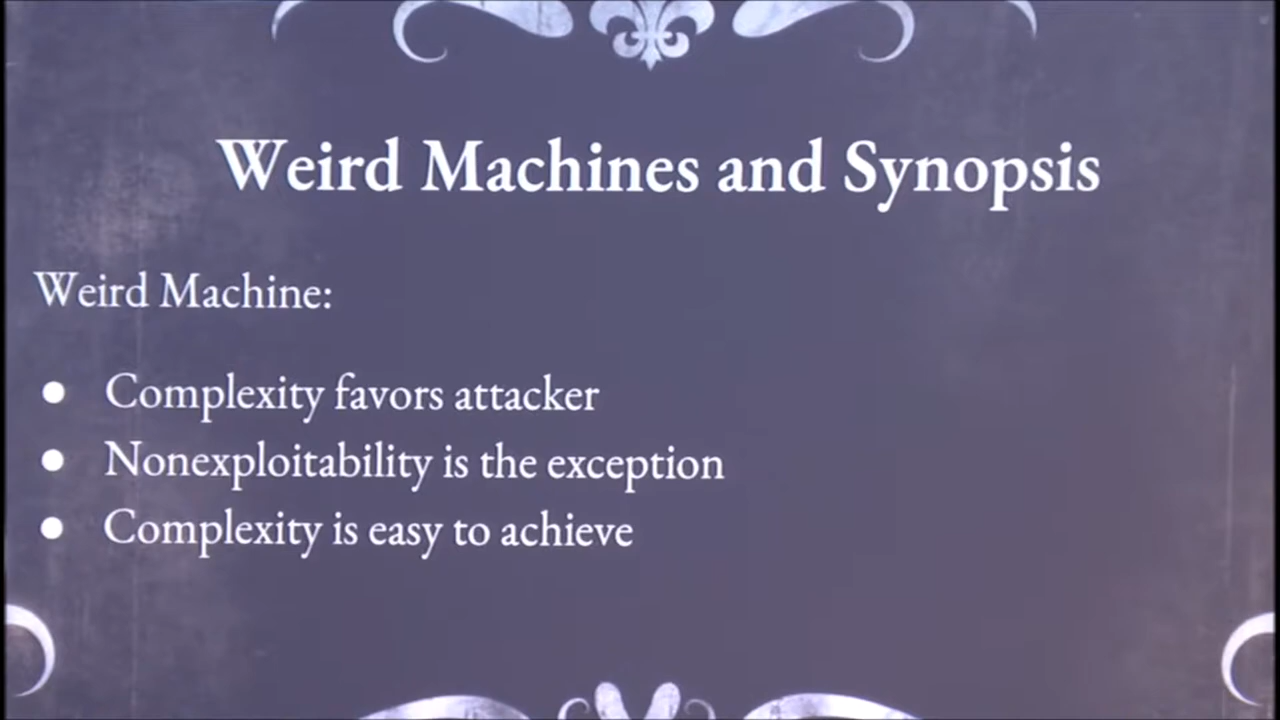 Weird Machines and Synopsis
Weird Machine:
● Complexity favors attacker
● Nonexploitability is the exception
● Complexity is easy to achieve